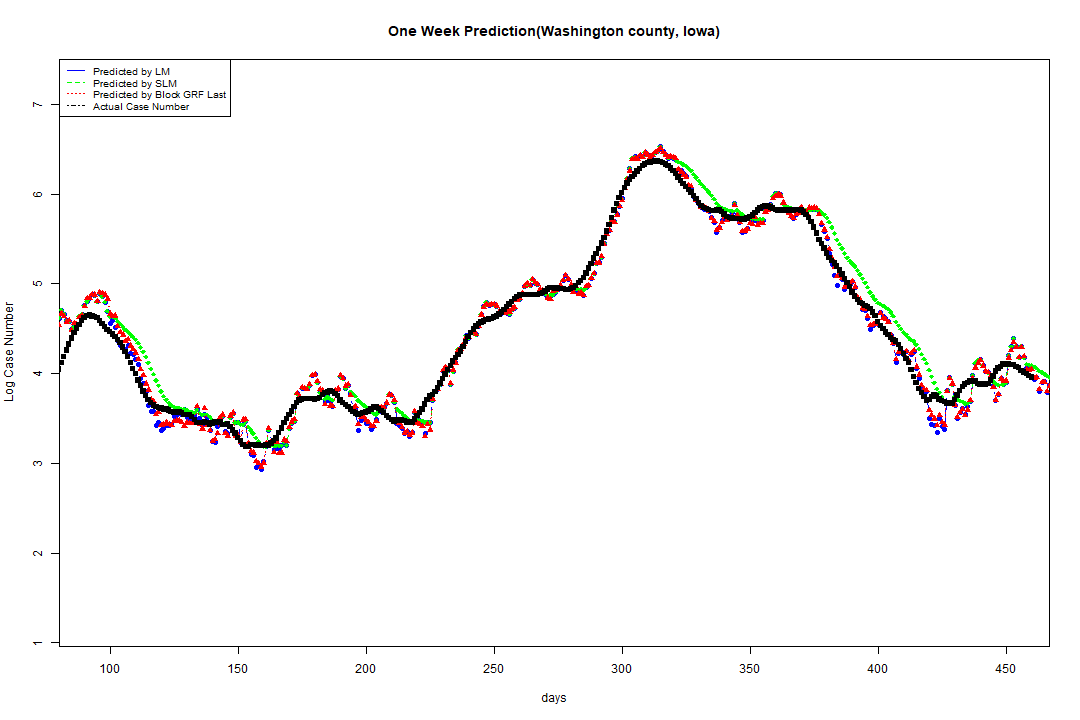 One Week Prediction(Washington county, Iowa)
Predicted by LM
Predicted by SLM
Predicted by Block GRF Last
Actual Case Number
7
6
5
4
3
2
1
Log Case Number
100 150 200 250 300 350 400 450
days